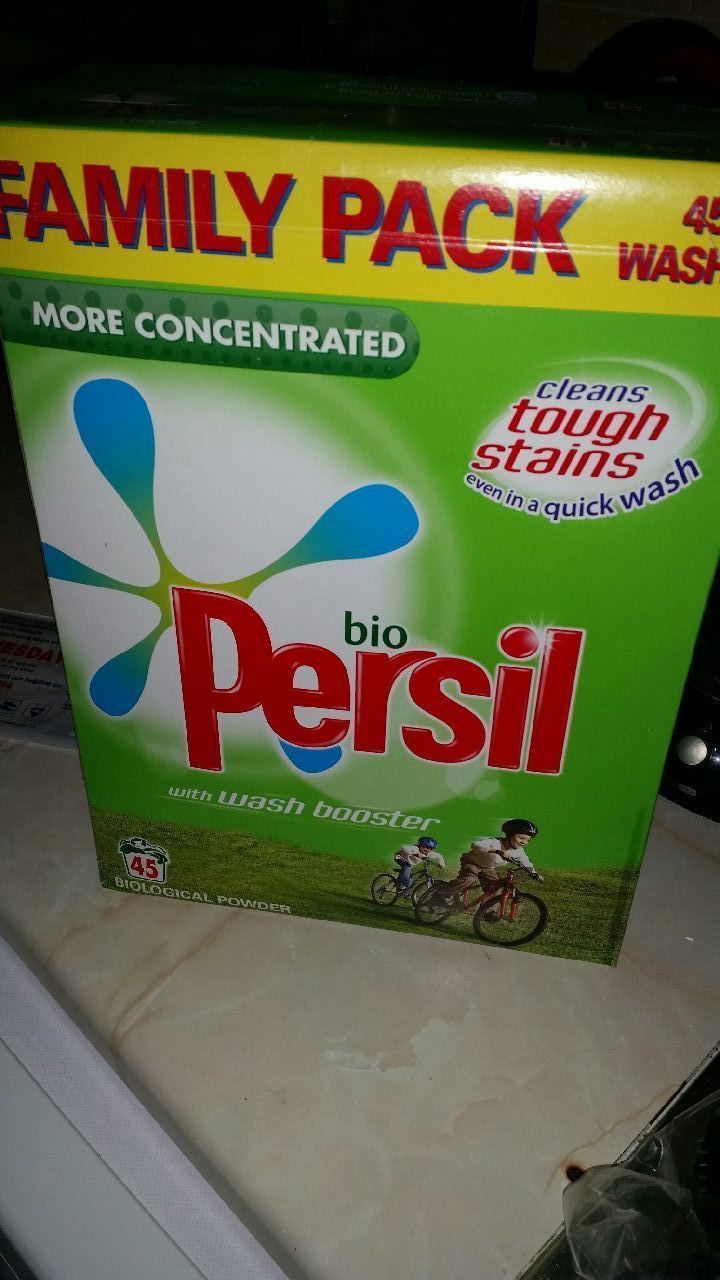 FAMILY PACK
45
WASH
MORE CONCENTRATED
cleans
tough
stains
even in a quick wash
bio
Persil
with wash booster
45
BIOLOGICAL POWDER